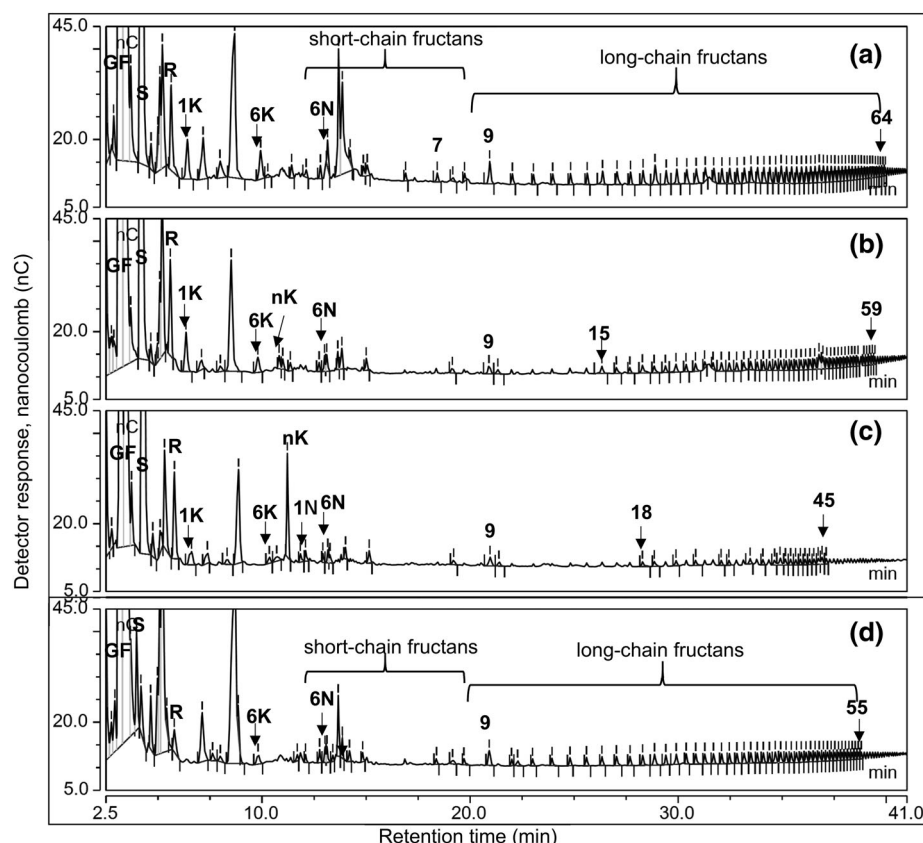 45.0
nC
GF
S
R
1K
6K
short-chain fructans
6N
7
9
long-chain fructans
(a)
64
20.0
min
5.0
45.0
nC
GF
S
R
1K
6K
nK
6N
9
15
(b)
59
20.0
min
5.0
45.0
nC
GF
S
R
1K
6K
nK
1N
6N
9
18
(c)
45
20.0
min
5.0
45.0
nC
S
GF
R
6K
short-chain fructans
6N
9
long-chain fructans
(d)
55
20.0
min
5.0
2.5 10.0 20.0 30.0 41.0
Retention time (min)
Detector response, nanocoulomb (nC)